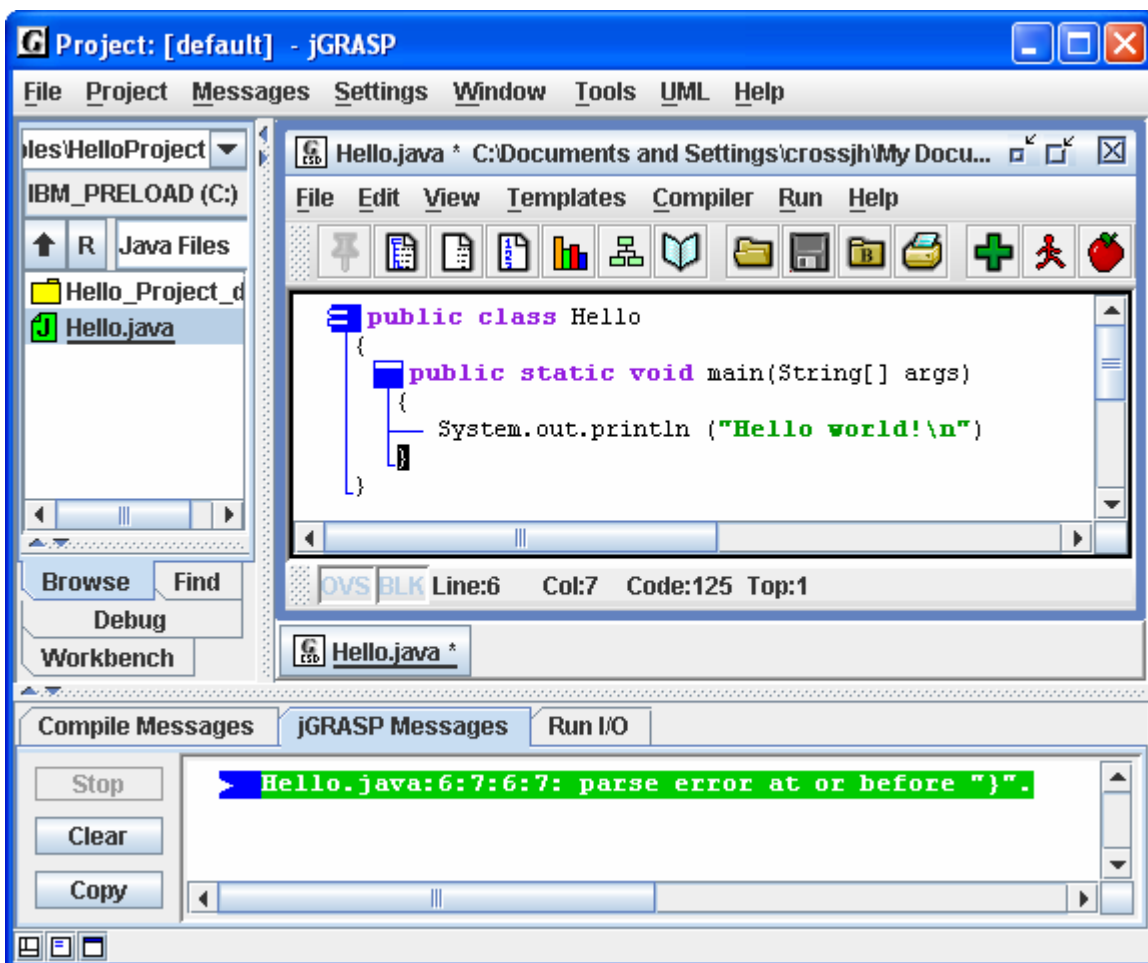 Project: [default] - jGRASP
File Project Messages Settings Window Tools UML Help
les\HelloProject
IBM_PRELOAD (C:)
R Java Files
Hello_Project_d
Hello.java
Browse Find
Debug
Workbench
Hello.java * C:\Documents and Settings\crossjh\My Docu...
File Edit View Templates Compiler Run Help
public class Hello
{
public static void main(String[] args)
{
System.out.println ("Hello world!\n")
}
}
OVS BLK Line:6 Col:7 Code:125 Top:1
Hello.java *
Compile Messages jGRASP Messages Run I/O
Stop
Clear
Copy
Hello.java:6:7:6:7: parse error at or before "}".